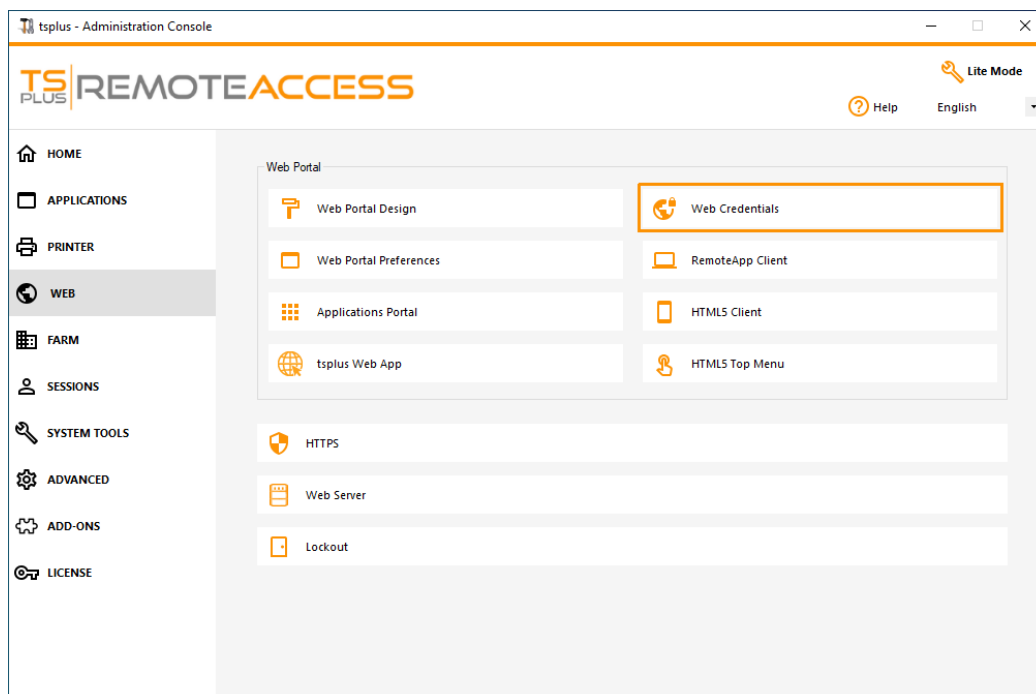 tsplus - Administration Console
TS PLUS REMOTEACCESS
Lite Mode
Help
English
HOME
APPLICATIONS
PRINTER
WEB
FARM
SESSIONS
SYSTEM TOOLS
ADVANCED
ADD-ONS
LICENSE
Web Portal
Web Portal Design
Web Credentials
Web Portal Preferences
RemoteApp Client
Applications Portal
HTML5 Client
tsplus Web App
HTML5 Top Menu
HTTPS
Web Server
Lockout